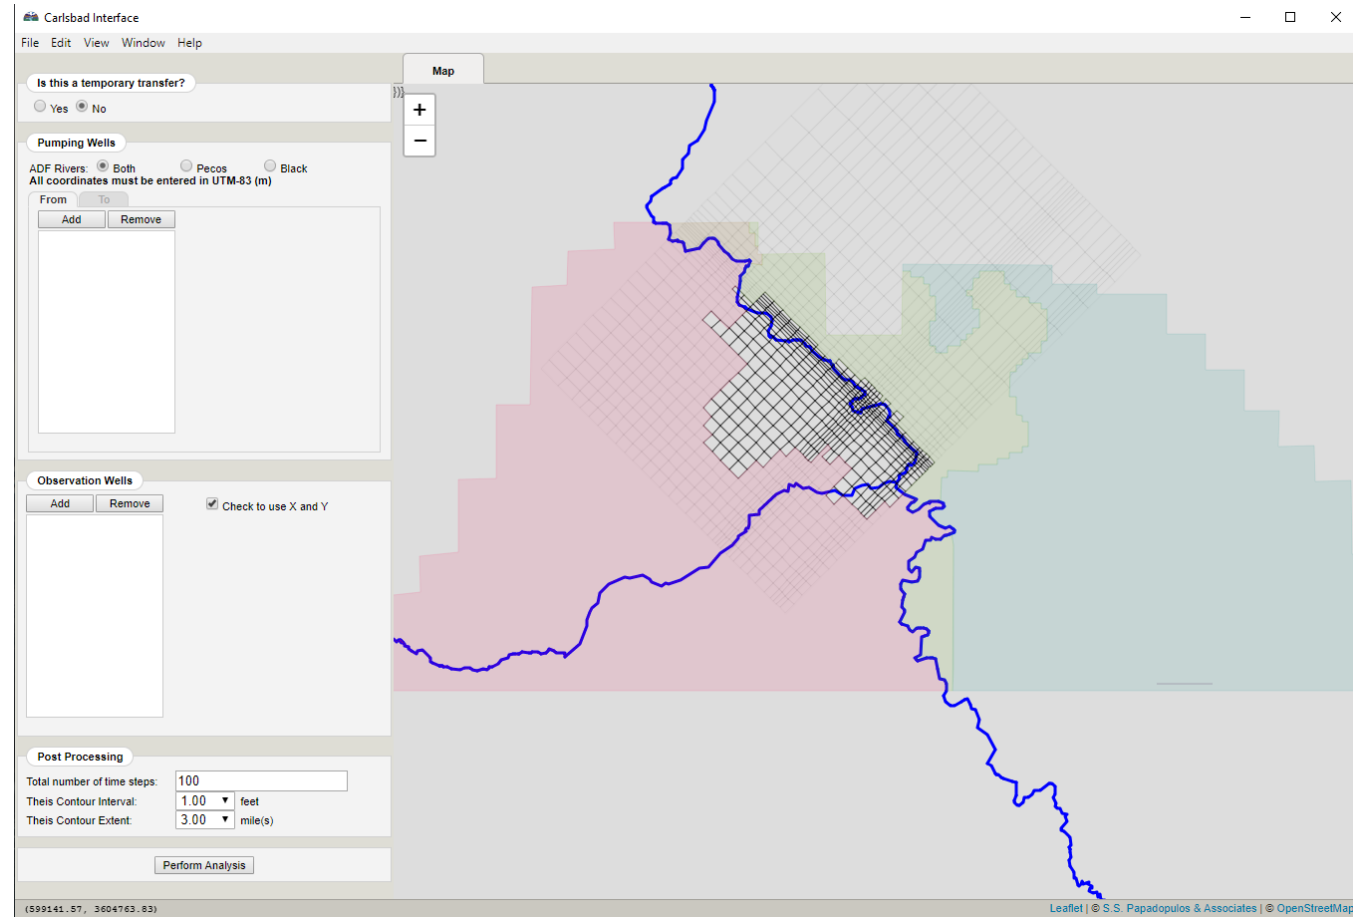 Carlsbad Interface
File Edit View Window Help
Is this a temporary transfer?
Yes No
Pumping Wells
ADF Rivers: Both Pecos Black
All coordinates must be entered in UTM-83 (m)
From To
Add Remove
Observation Wells
Add Remove Check to use X and Y
Post Processing
Total number of time steps: 100
Theis Contour Interval: 1.00 feet
Theis Contour Extent: 3.00 mile(s)
Perform Analysis
(599141.57, 3604763.83)
Map
}}}
+
−
Leaflet | © S.S. Papadopulos & Associates | © OpenStreetMap